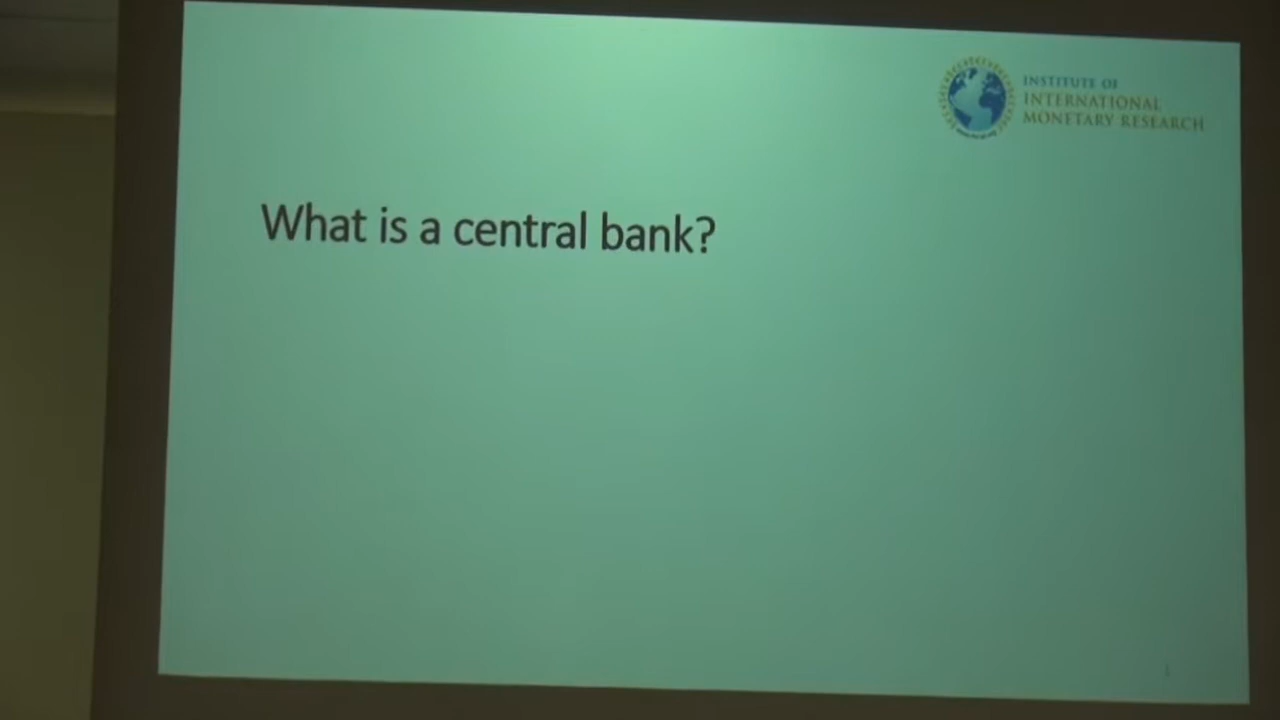 INSTITUTE OF
INTERNATIONAL
MONETARY RESEARCH
What is a central bank?